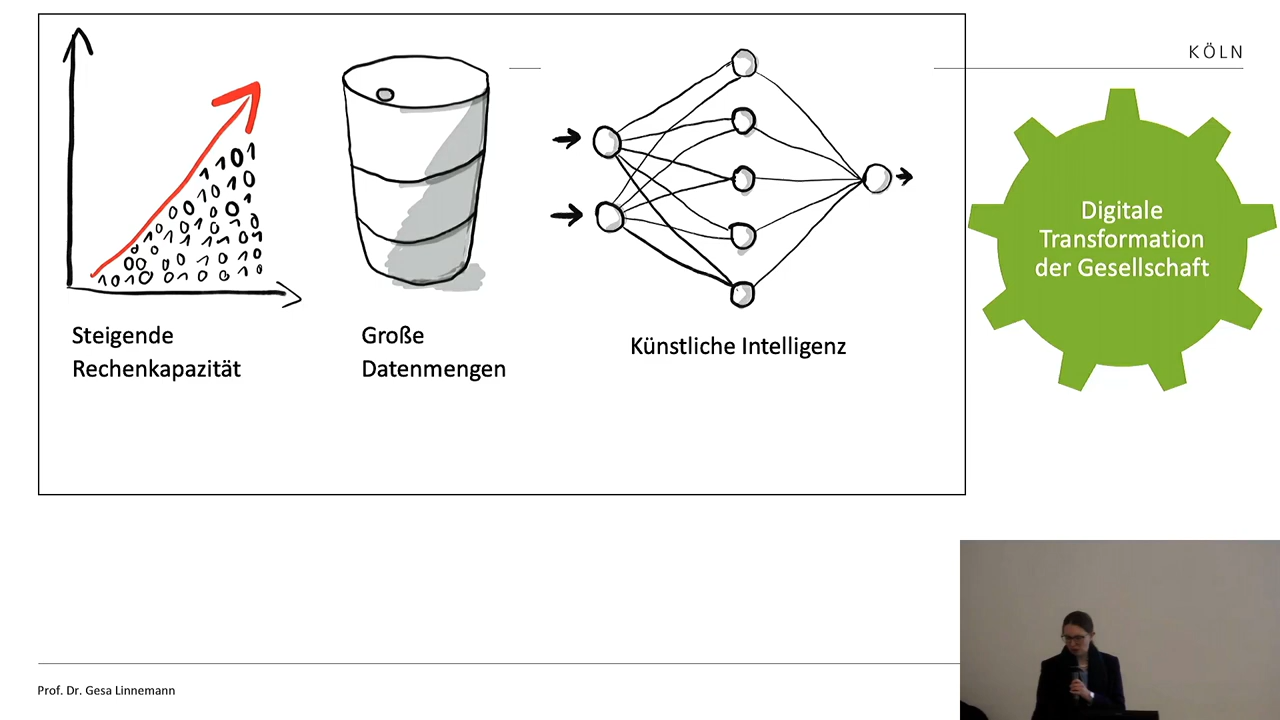 KÖLN
Steigende
Rechenkapazität
Große
Datenmengen
Künstliche Intelligenz
Digitale
Transformation
der Gesellschaft
Prof. Dr. Gesa Linnemann